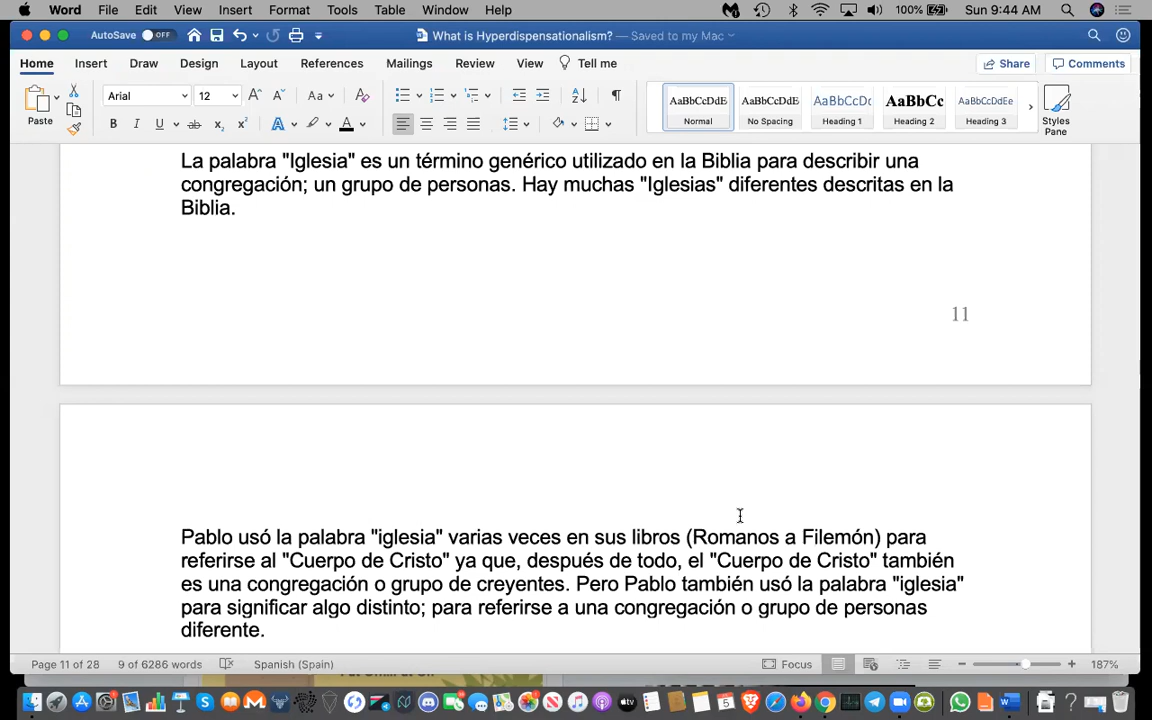 Word File Edit View Insert Format Tools Table Window Help 100% Sun 9:44 AM
AutoSave OFF What is Hyperdispensationalism? — Saved to my Mac
Home Insert Draw Design Layout References Mailings Review View Tell me Share Comments
Paste Arial 12 Aa AaBbCcDdE AaBbCcDdE AaBbCcDc AaBbCc AaBbCcDdEe
B I U ab x₂ x² A A Normal No Spacing Heading 1 Heading 2 Heading 3 Styles Pane
La palabra "Iglesia" es un término genérico utilizado en la Biblia para describir una
congregación; un grupo de personas. Hay muchas "Iglesias" diferentes descritas en la
Biblia.
11
Pablo usó la palabra "iglesia" varias veces en sus libros (Romanos a Filemón) para
referirse al "Cuerpo de Cristo" ya que, después de todo, el "Cuerpo de Cristo" también
es una congregación o grupo de creyentes. Pero Pablo también usó la palabra "iglesia"
para significar algo distinto; para referirse a una congregación o grupo de personas
diferente.
Page 11 of 28 9 of 6286 words Spanish (Spain) Focus 187%